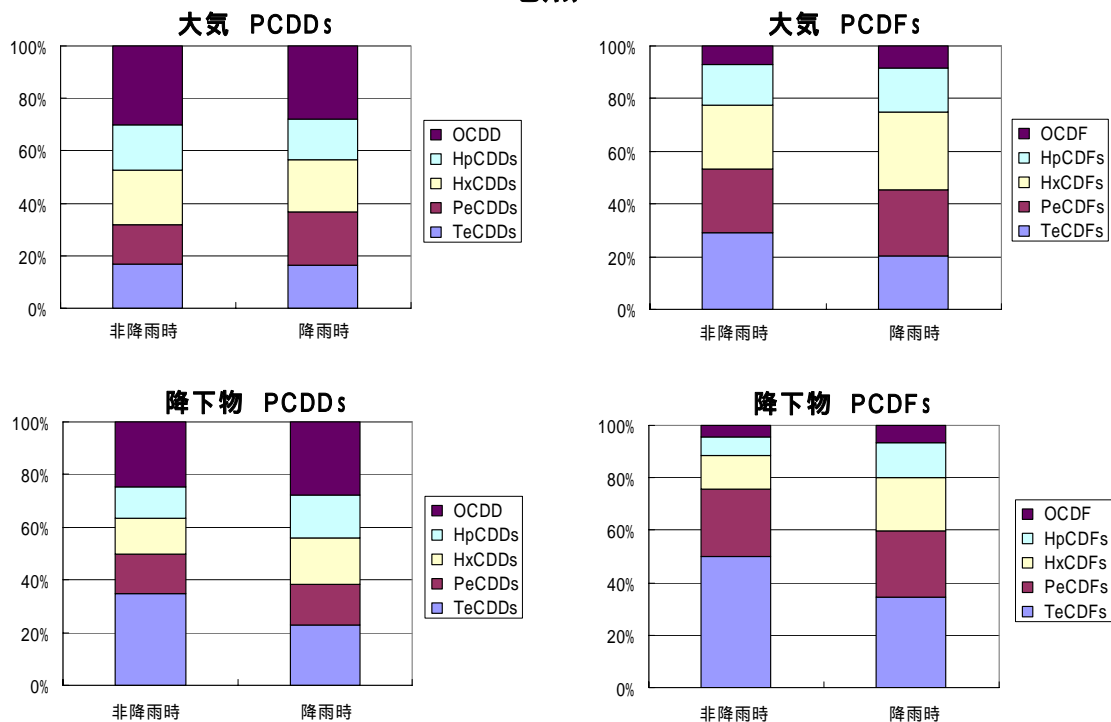 大気 PCDDs
100%
80%
60%
40%
20%
0%
非降雨時 降雨時
OCDD
HpCDDs
HxCDDs
PeCDDs
TeCDDs
大気 PCDFs
100%
80%
60%
40%
20%
0%
非降雨時 降雨時
OCDF
HpCDFs
HxCDFs
PeCDFs
TeCDFs
降下物 PCDDs
100%
80%
60%
40%
20%
0%
非降雨時 降雨時
OCDD
HpCDDs
HxCDDs
PeCDDs
TeCDDs
降下物 PCDFs
100%
80%
60%
40%
20%
0%
非降雨時 降雨時
OCDF
HpCDFs
HxCDFs
PeCDFs
TeCDFs